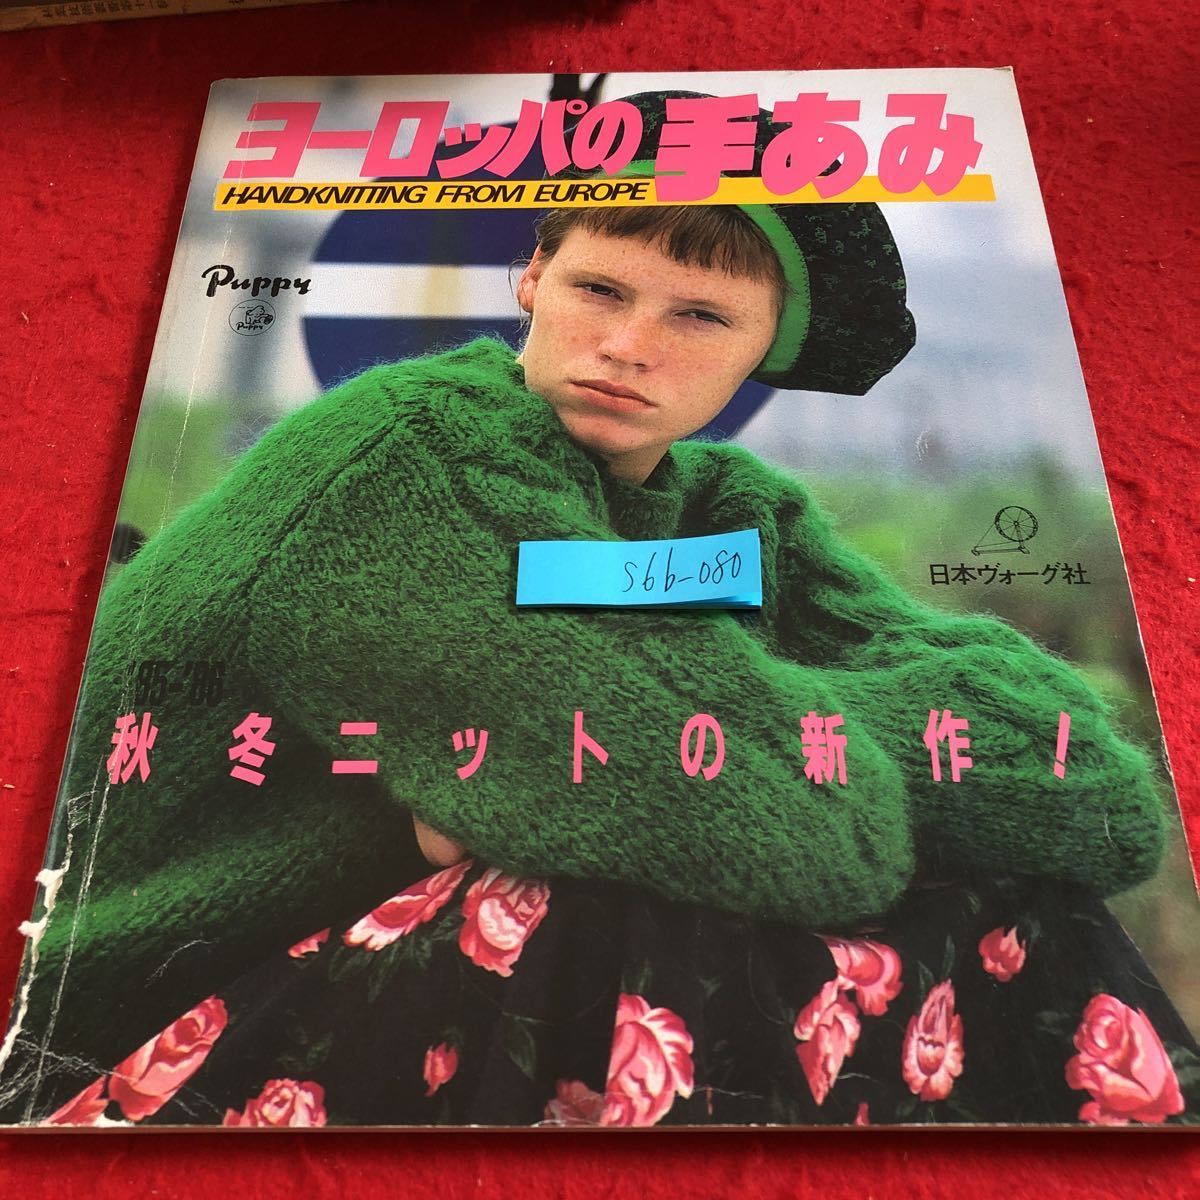 ヨーロッパの手あみ
HANDKNITTING FROM EUROPE
Puppy
Puppy
日本ヴォーグ社
S66-080
'85-'86
秋冬ニットの新作！